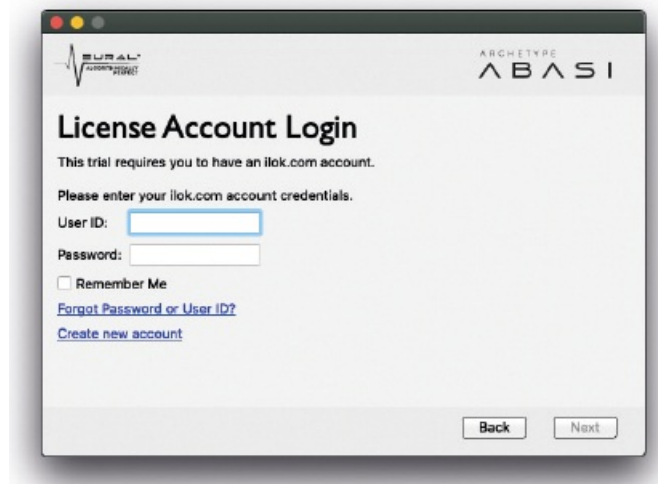 ARCHETYPE
ABASI
License Account Login
This trial requires you to have an ilok.com account.
Please enter your ilok.com account credentials.
User ID:
Password:
Remember Me
Forgot Password or User ID?
Create new account
Back
Next